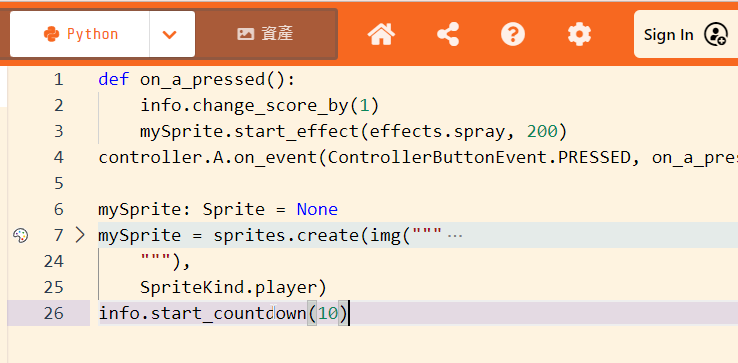 Python
資產
Sign In
1 def on_a_pressed():
2 info.change_score_by(1)
3 mySprite.start_effect(effects.spray, 200)
4 controller.A.on_event(ControllerButtonEvent.PRESSED, on_a_pres
5
6 mySprite: Sprite = None
7 mySprite = sprites.create(img("""⋯
24 """),
25 SpriteKind.player)
26 info.start_countdown(10)